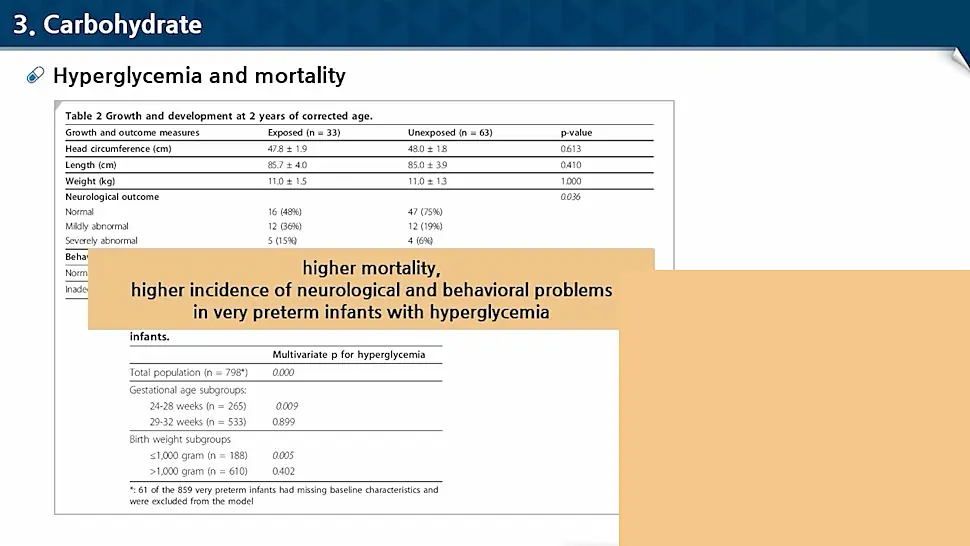 3. Carbohydrate
Hyperglycemia and mortality
Table 2 Growth and development at 2 years of corrected age.
Growth and outcome measures Exposed (n = 33) Unexposed (n = 63) p-value
Head circumference (cm) 47.8 ± 1.9 48.0 ± 1.8 0.613
Length (cm) 85.7 ± 4.0 85.0 ± 3.9 0.410
Weight (kg) 11.0 ± 1.5 11.0 ± 1.3 1.000
Neurological outcome 0.036
Normal 16 (48%) 47 (75%)
Mildly abnormal 12 (36%) 12 (19%)
Severely abnormal 5 (15%) 4 (6%)
higher mortality,
higher incidence of neurological and behavioral problems
in very preterm infants with hyperglycemia
infants.
Multivariate p for hyperglycemia
Total population (n = 798*) 0.000
Gestational age subgroups:
24-28 weeks (n = 265) 0.009
29-32 weeks (n = 533) 0.899
Birth weight subgroups
≤1,000 gram (n = 188) 0.005
>1,000 gram (n = 610) 0.402
*: 61 of the 859 very preterm infants had missing baseline characteristics and
were excluded from the model